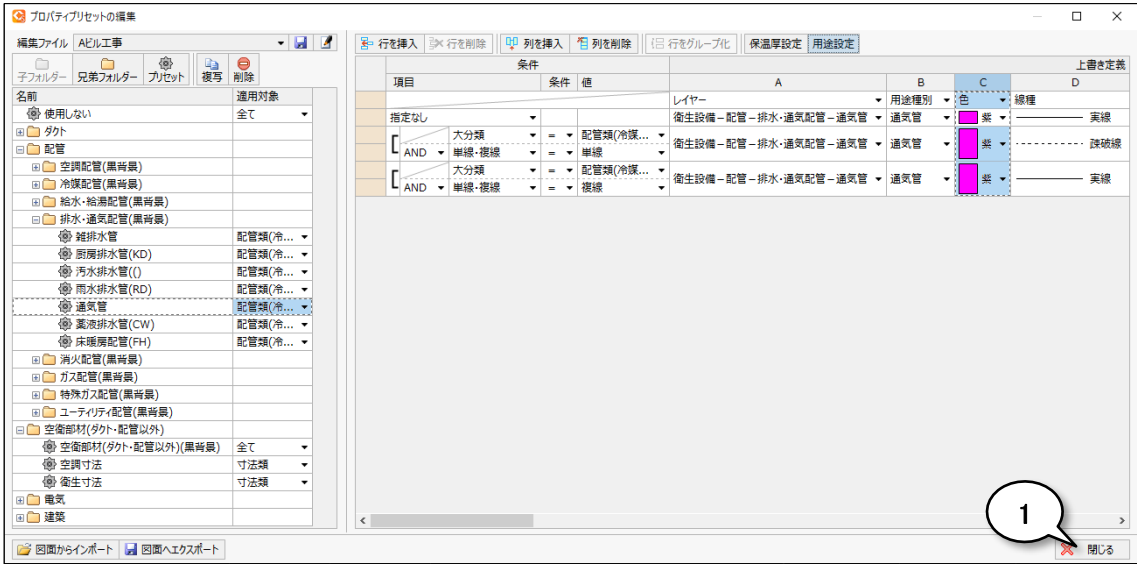 プロパティプリセットの編集
編集ファイル Aビル工事
子フォルダー 兄弟フォルダー プリセット 複写 削除
名前 適用対象
使用しない 全て
ダクト
配管
空調配管(黒背景)
冷媒配管(黒背景)
給水・給湯配管(黒背景)
排水・通気配管(黒背景)
雑排水管 配管類(冷...
厨房排水管(KD) 配管類(冷...
汚水排水管(() 配管類(冷...
雨水排水管(RD) 配管類(冷...
通気管 配管類(冷...
薬液排水管(CW) 配管類(冷...
床暖房配管(FH) 配管類(冷...
消火配管(黒背景)
ガス配管(黒背景)
特殊ガス配管(黒背景)
ユーティリティ配管(黒背景)
空衛部材(ダクト・配管以外)
空衛部材(ダクト・配管以外)(黒背景) 全て
空調寸法 寸法類
衛生寸法 寸法類
電気
建築
図面からインポート 図面へエクスポート
行を挿入 行を削除 列を挿入 列を削除 行をグループ化 保温厚設定 用途設定
条件 上書き定義
項目 条件 値 A B C D
レイヤー 用途種別 色 線種
指定なし 衛生設備－配管－排水・通気配管－通気管 通気管 紫 実線
大分類 = 配管類(冷媒...
AND 単線・複線 = 単線
衛生設備－配管－排水・通気配管－通気管 通気管 紫 疎破線
大分類 = 配管類(冷媒...
AND 単線・複線 = 複線
衛生設備－配管－排水・通気配管－通気管 通気管 紫 実線
1
閉じる